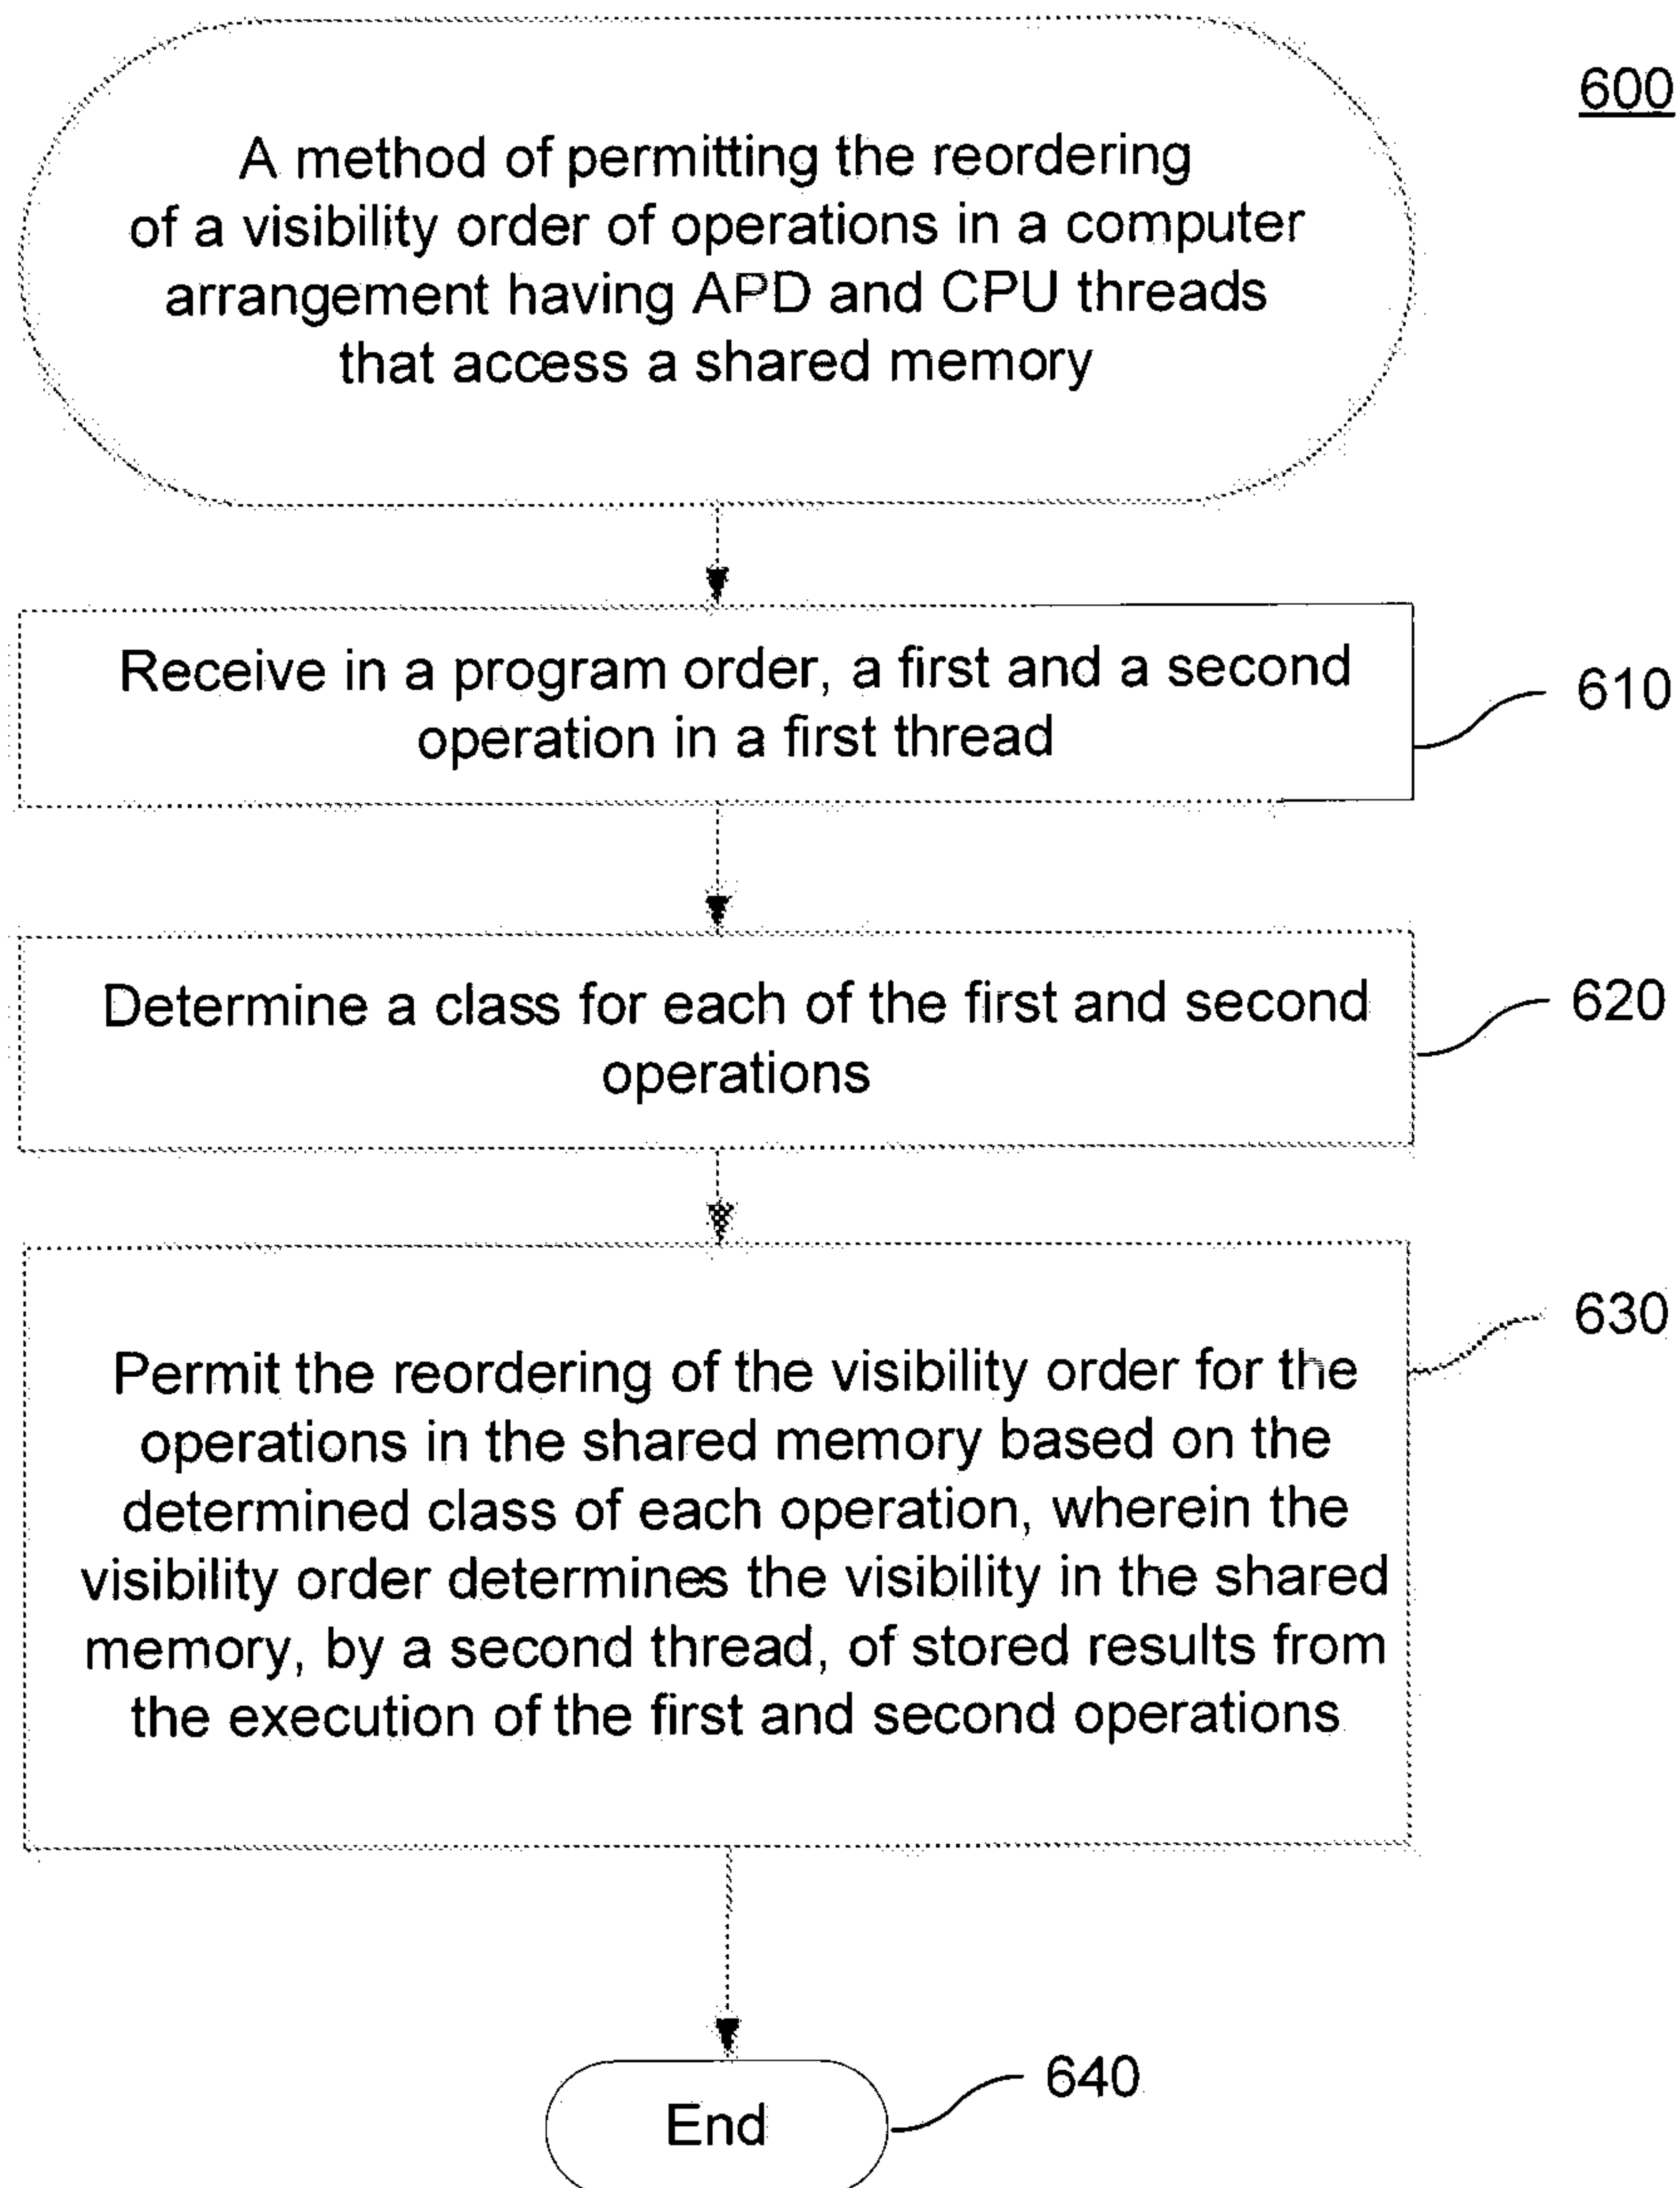 600
A method of permitting the reordering
of a visibility order of operations in a computer
arrangement having APD and CPU threads
that access a shared memory
Receive in a program order, a first and a second
operation in a first thread
610
Determine a class for each of the first and second
operations
620
Permit the reordering of the visibility order for the
operations in the shared memory based on the
determined class of each operation, wherein the
visibility order determines the visibility in the shared
memory, by a second thread, of stored results from
the execution of the first and second operations
630
End
640